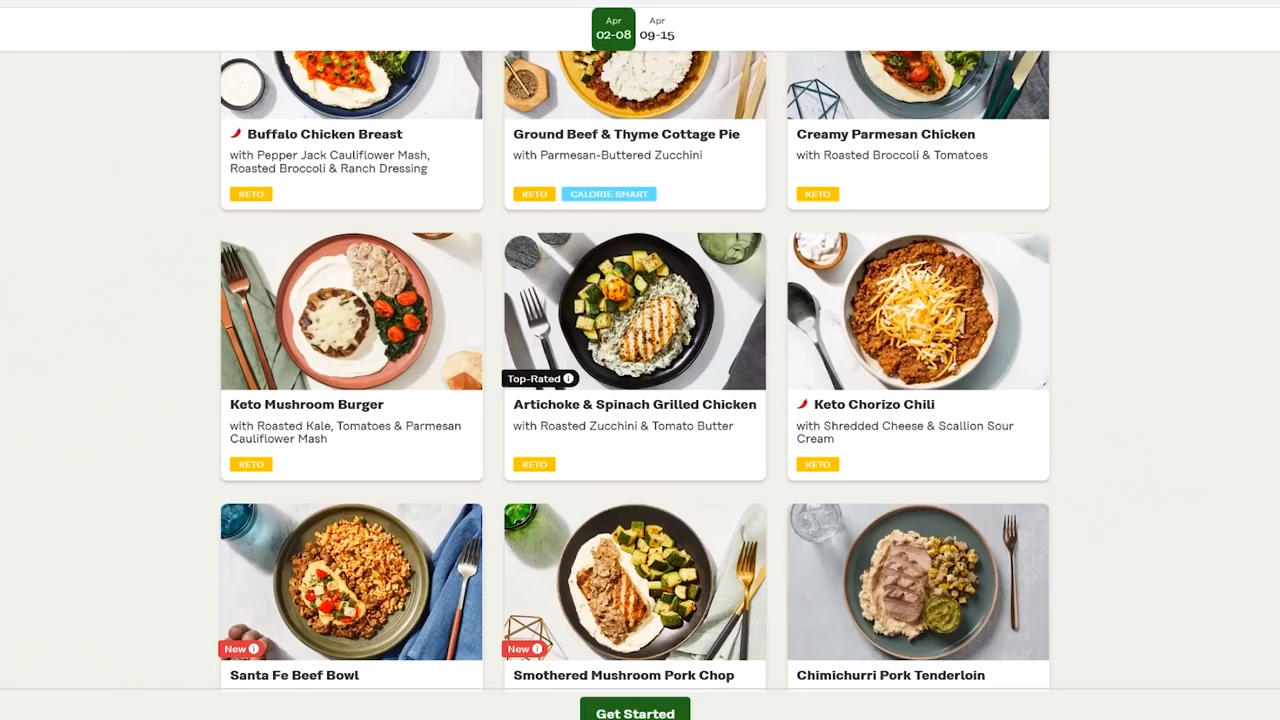 Apr Apr
02-08 09-15
Buffalo Chicken Breast
with Pepper Jack Cauliflower Mash,
Roasted Broccoli & Ranch Dressing
KETO
Ground Beef & Thyme Cottage Pie
with Parmesan-Buttered Zucchini
KETO CALORIE SMART
Creamy Parmesan Chicken
with Roasted Broccoli & Tomatoes
KETO
Keto Mushroom Burger
with Roasted Kale, Tomatoes & Parmesan
Cauliflower Mash
KETO
Top-Rated
Artichoke & Spinach Grilled Chicken
with Roasted Zucchini & Tomato Butter
KETO
Keto Chorizo Chili
with Shredded Cheese & Scallion Sour
Cream
KETO
New
Santa Fe Beef Bowl
New
Smothered Mushroom Pork Chop
Chimichurri Pork Tenderloin
Get Started